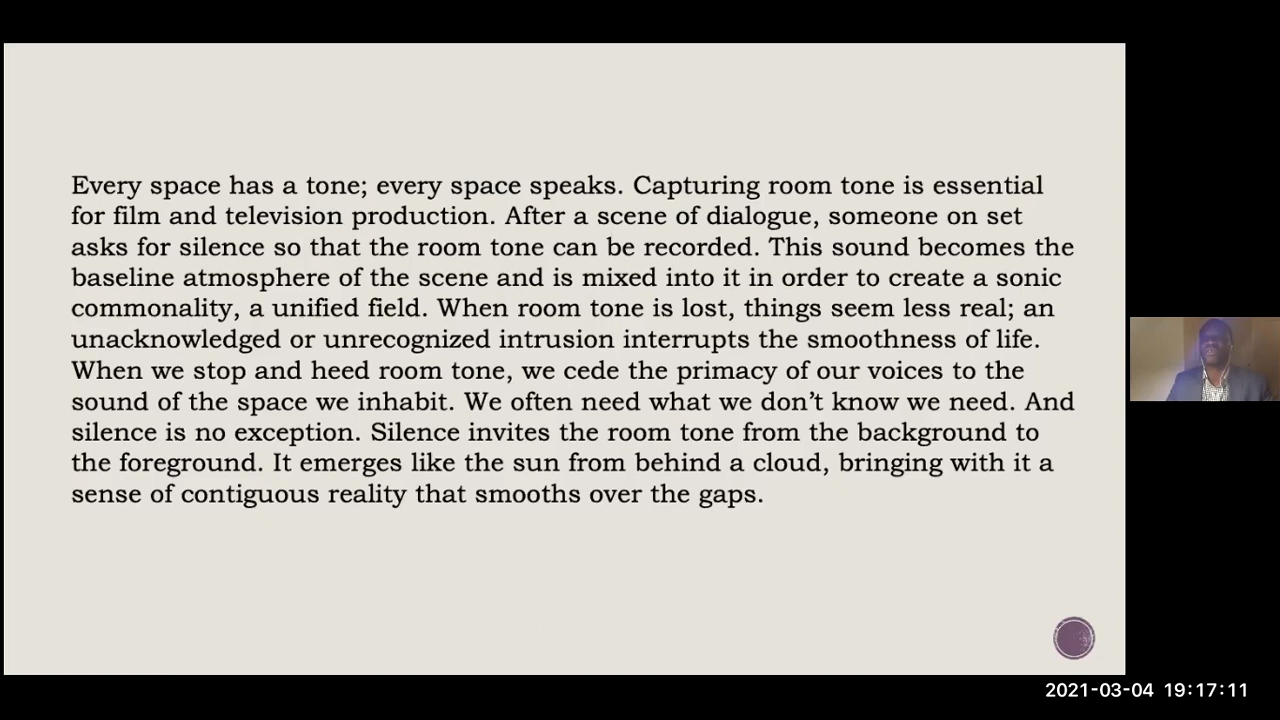 Every space has a tone; every space speaks. Capturing room tone is essential
for film and television production. After a scene of dialogue, someone on set
asks for silence so that the room tone can be recorded. This sound becomes the
baseline atmosphere of the scene and is mixed into it in order to create a sonic
commonality, a unified field. When room tone is lost, things seem less real; an
unacknowledged or unrecognized intrusion interrupts the smoothness of life.
When we stop and heed room tone, we cede the primacy of our voices to the
sound of the space we inhabit. We often need what we don’t know we need. And
silence is no exception. Silence invites the room tone from the background to
the foreground. It emerges like the sun from behind a cloud, bringing with it a
sense of contiguous reality that smooths over the gaps.
2021-03-04 19:17:11